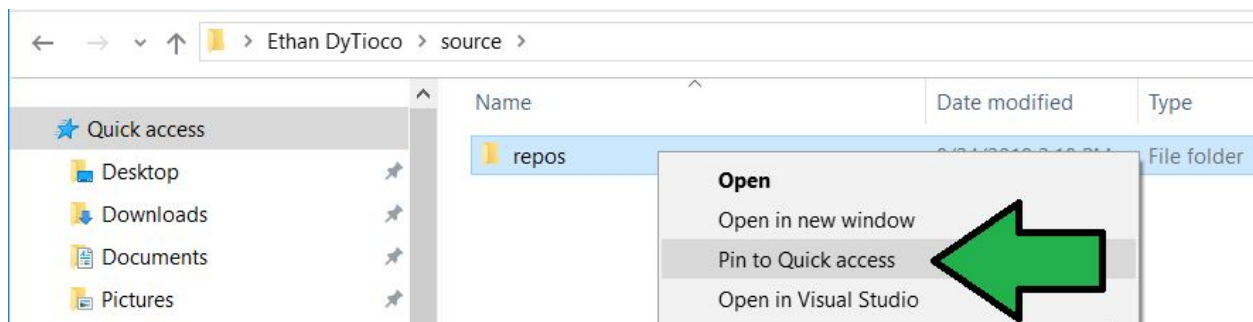 Ethan DyTioco > source >
Name Date modified Type
Quick access
repos File folder
Desktop
Open
Downloads
Open in new window
Documents
Pin to Quick access
Pictures
Open in Visual Studio